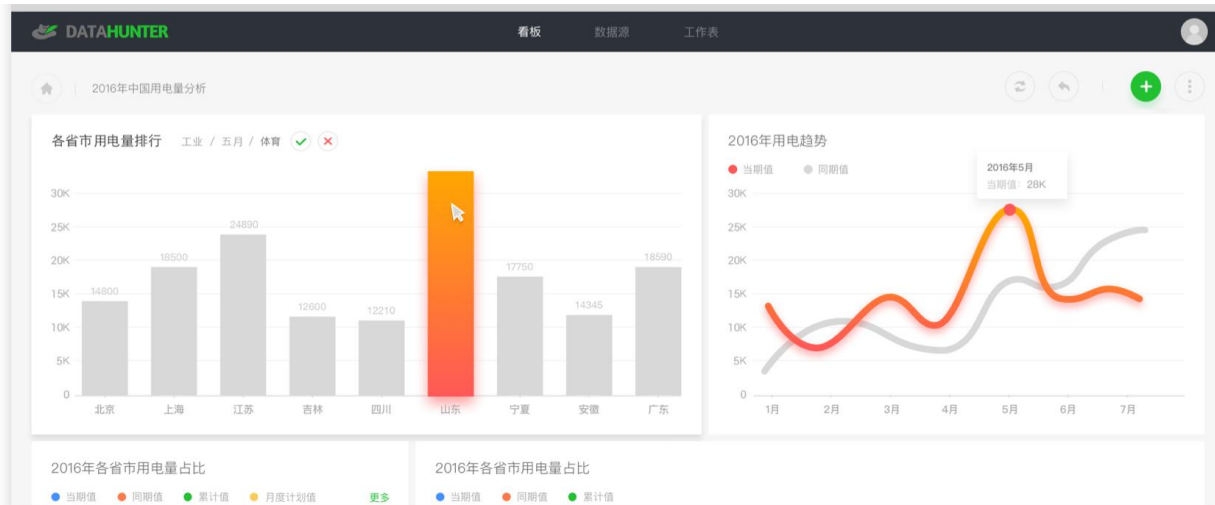 DATAHUNTER 看板 数据源 工作表
2016年中国用电量分析
各省市用电量排行 工业 / 五月 / 体育
30K
25K
20K
15K
10K
5K
0
14800 18500 24890 12600 12210 17750 14345 18590
北京 上海 江苏 吉林 四川 山东 宁夏 安徽 广东
2016年用电趋势
当期值 同期值
2016年5月
当期值: 28K
30K
25K
20K
15K
10K
5K
0
1月 2月 3月 4月 5月 6月 7月
2016年各省市用电量占比
当期值 同期值 累计值 月度计划值 更多
2016年各省市用电量占比
当期值 同期值 累计值